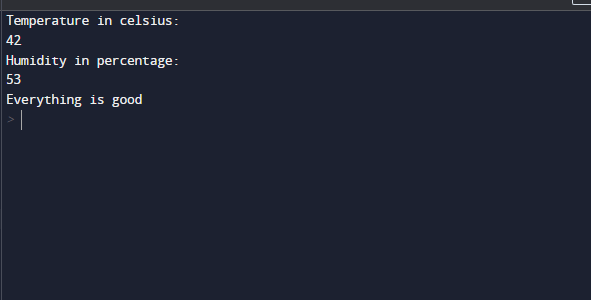 Temperature in celsius:
42
Humidity in percentage:
53
Everything is good
>